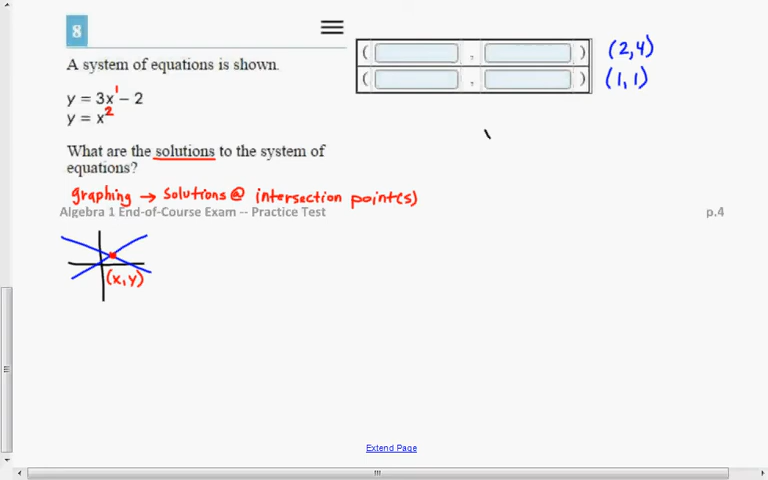 8
A system of equations is shown.
y = 3x¹ – 2
y = x²
What are the solutions to the system of
equations?
( , ) (2,4)
( , ) (1,1)
graphing → Solutions @ intersection point(s)
Algebra 1 End-of-Course Exam -- Practice Test p.4
(x,y)
Extend Page